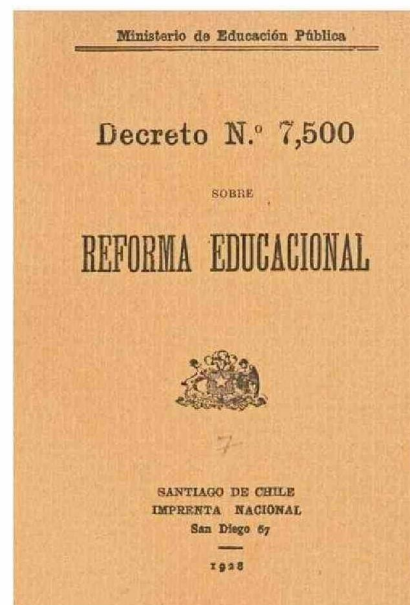 Ministerio de Educación Pública
Decreto N.º 7,500
SOBRE
REFORMA EDUCACIONAL
7
SANTIAGO DE CHILE
IMPRENTA NACIONAL
San Diego 67
1928